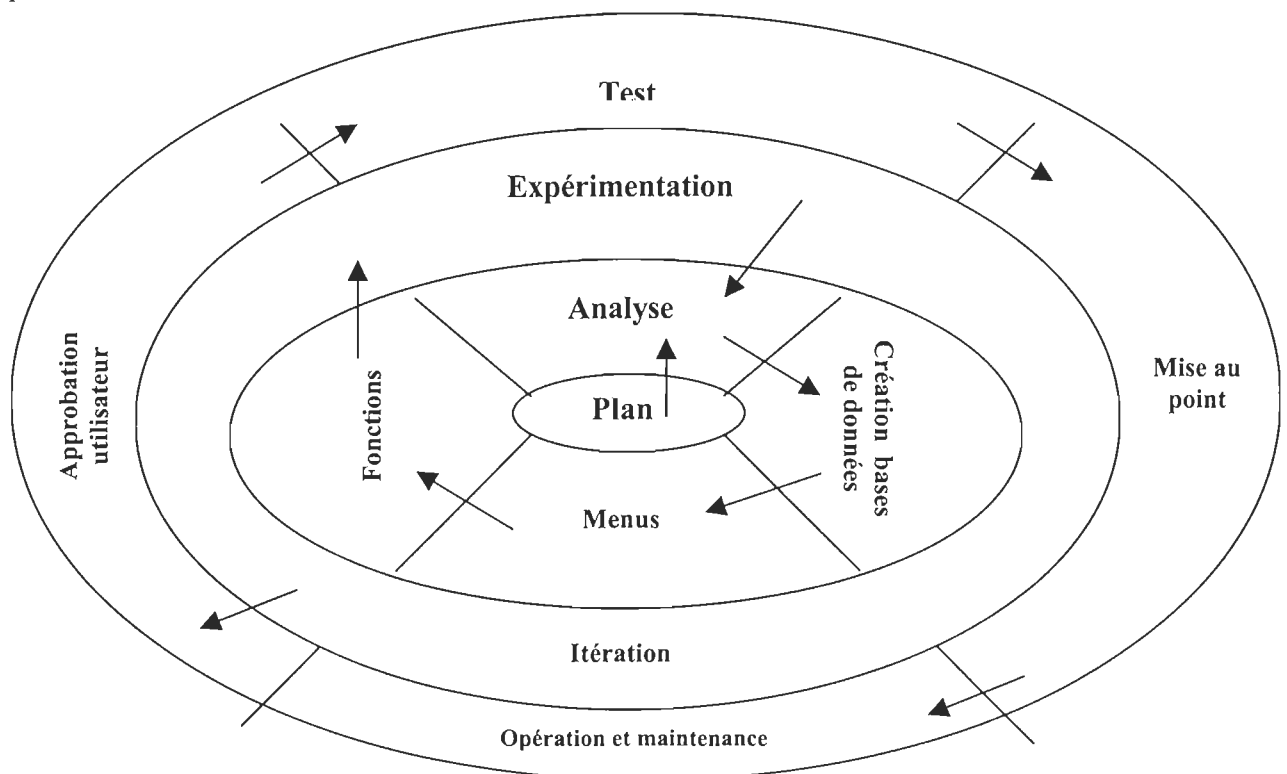 Test
Expérimentation
Analyse
Plan
Fonctions
Création bases
de données
Menus
Approbation
utilisateur
Mise au
point
Itération
Opération et maintenance